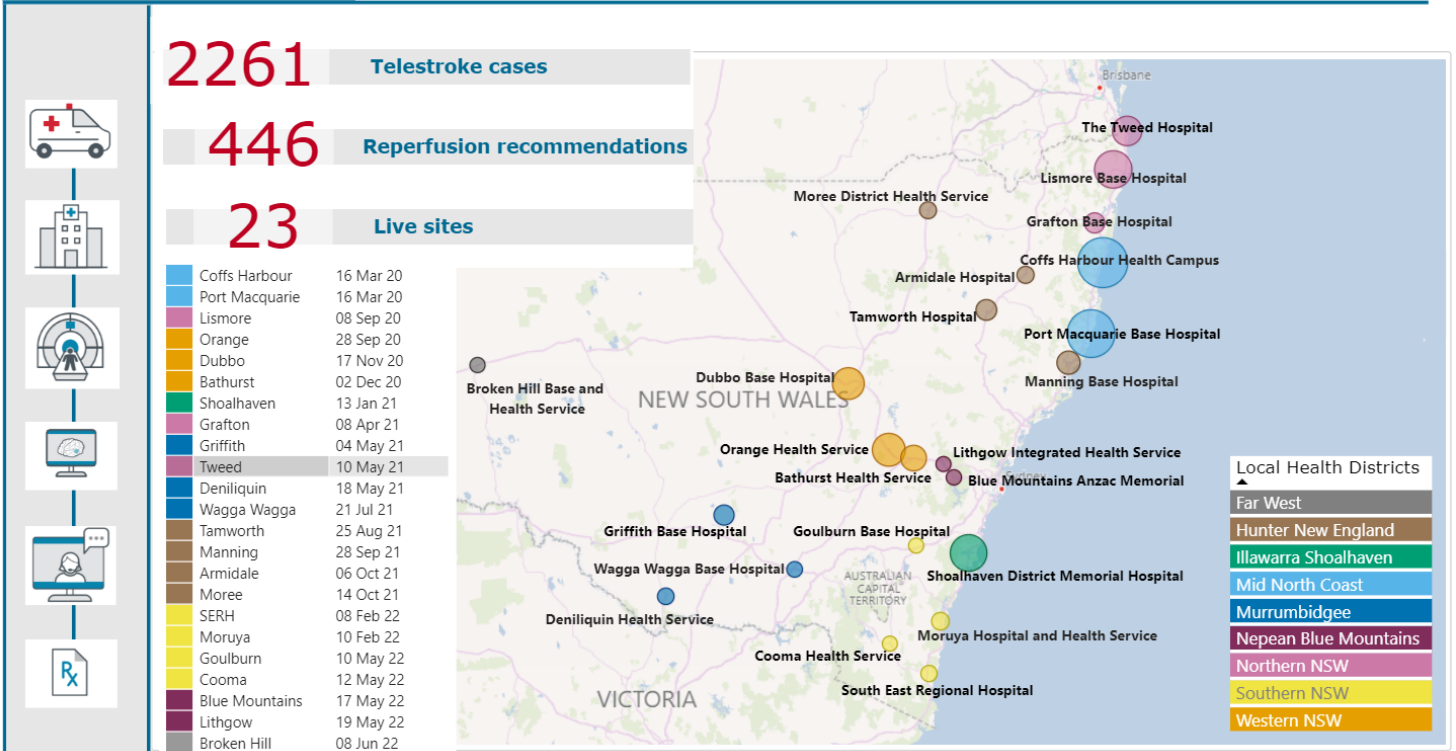 2261 Telestroke cases
446 Reperfusion recommendations
23 Live sites
Coffs Harbour 16 Mar 20
Port Macquarie 16 Mar 20
Lismore 08 Sep 20
Orange 28 Sep 20
Dubbo 17 Nov 20
Bathurst 02 Dec 20
Shoalhaven 13 Jan 21
Grafton 08 Apr 21
Griffith 04 May 21
Tweed 10 May 21
Deniliquin 18 May 21
Wagga Wagga 21 Jul 21
Tamworth 25 Aug 21
Manning 28 Sep 21
Armidale 06 Oct 21
Moree 14 Oct 21
SERH 08 Feb 22
Moruya 10 Feb 22
Goulburn 10 May 22
Cooma 12 May 22
Blue Mountains 17 May 22
Lithgow 19 May 22
Broken Hill 08 Jun 22
Rx
Brisbane
The Tweed Hospital
Lismore Base Hospital
Moree District Health Service
Grafton Base Hospital
Coffs Harbour Health Campus
Armidale Hospital
Tamworth Hospital
Port Macquarie Base Hospital
Manning Base Hospital
Dubbo Base Hospital
Broken Hill Base and
Health Service
NEW SOUTH WALES
Orange Health Service
Lithgow Integrated Health Service
Bathurst Health Service
Sydney
Blue Mountains Anzac Memorial
Griffith Base Hospital
Goulburn Base Hospital
Wagga Wagga Base Hospital
AUSTRALIAN
CAPITAL
TERRITORY
Shoalhaven District Memorial Hospital
Deniliquin Health Service
Moruya Hospital and Health Service
Cooma Health Service
South East Regional Hospital
VICTORIA
Local Health Districts
Far West
Hunter New England
Illawarra Shoalhaven
Mid North Coast
Murrumbidgee
Nepean Blue Mountains
Northern NSW
Southern NSW
Western NSW